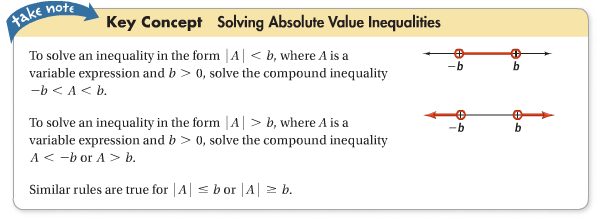 take note
Key Concept Solving Absolute Value Inequalities
To solve an inequality in the form |A| < b, where A is a
variable expression and b > 0, solve the compound inequality
−b < A < b.
−b b
To solve an inequality in the form |A| > b, where A is a
variable expression and b > 0, solve the compound inequality
A < −b or A > b.
−b b
Similar rules are true for |A| ≤ b or |A| ≥ b.